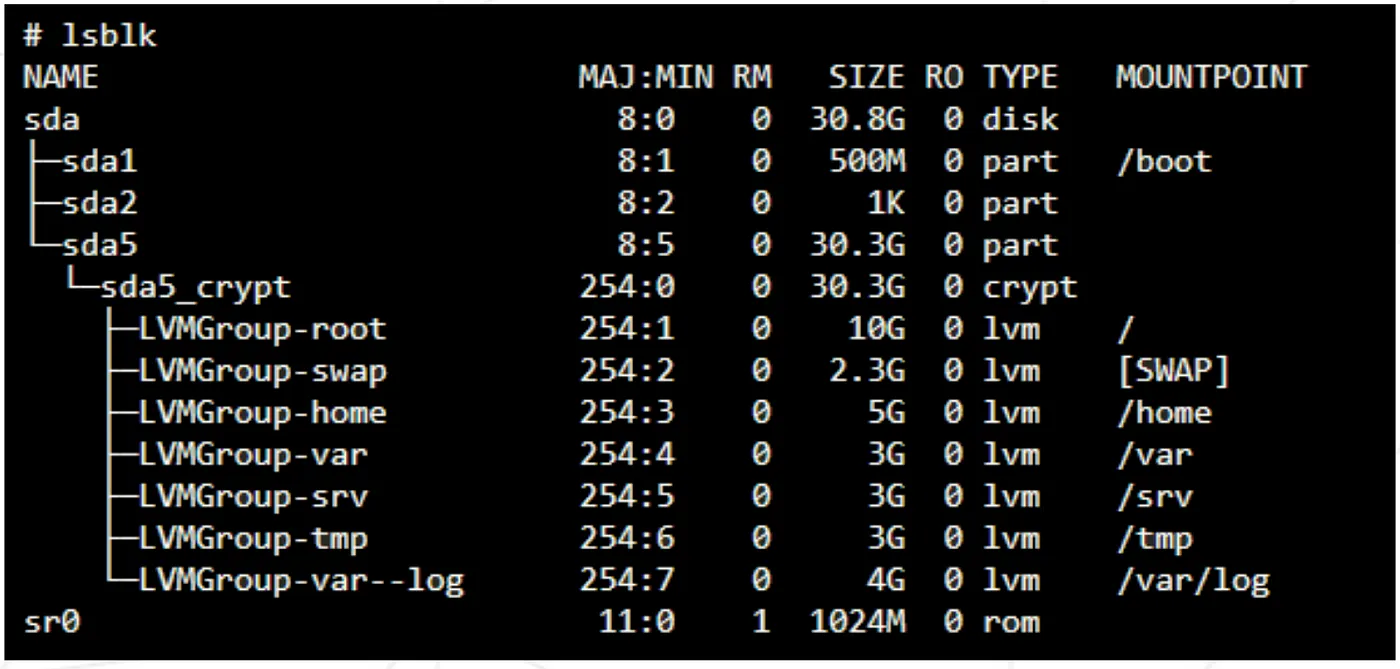 # lsblk
NAME MAJ:MIN RM SIZE RO TYPE MOUNTPOINT
sda 8:0 0 30.8G 0 disk
├─sda1 8:1 0 500M 0 part /boot
├─sda2 8:2 0 1K 0 part
└─sda5 8:5 0 30.3G 0 part
└─sda5_crypt 254:0 0 30.3G 0 crypt
├─LVMGroup-root 254:1 0 10G 0 lvm /
├─LVMGroup-swap 254:2 0 2.3G 0 lvm [SWAP]
├─LVMGroup-home 254:3 0 5G 0 lvm /home
├─LVMGroup-var 254:4 0 3G 0 lvm /var
├─LVMGroup-srv 254:5 0 3G 0 lvm /srv
├─LVMGroup-tmp 254:6 0 3G 0 lvm /tmp
└─LVMGroup-var--log 254:7 0 4G 0 lvm /var/log
sr0 11:0 1 1024M 0 rom